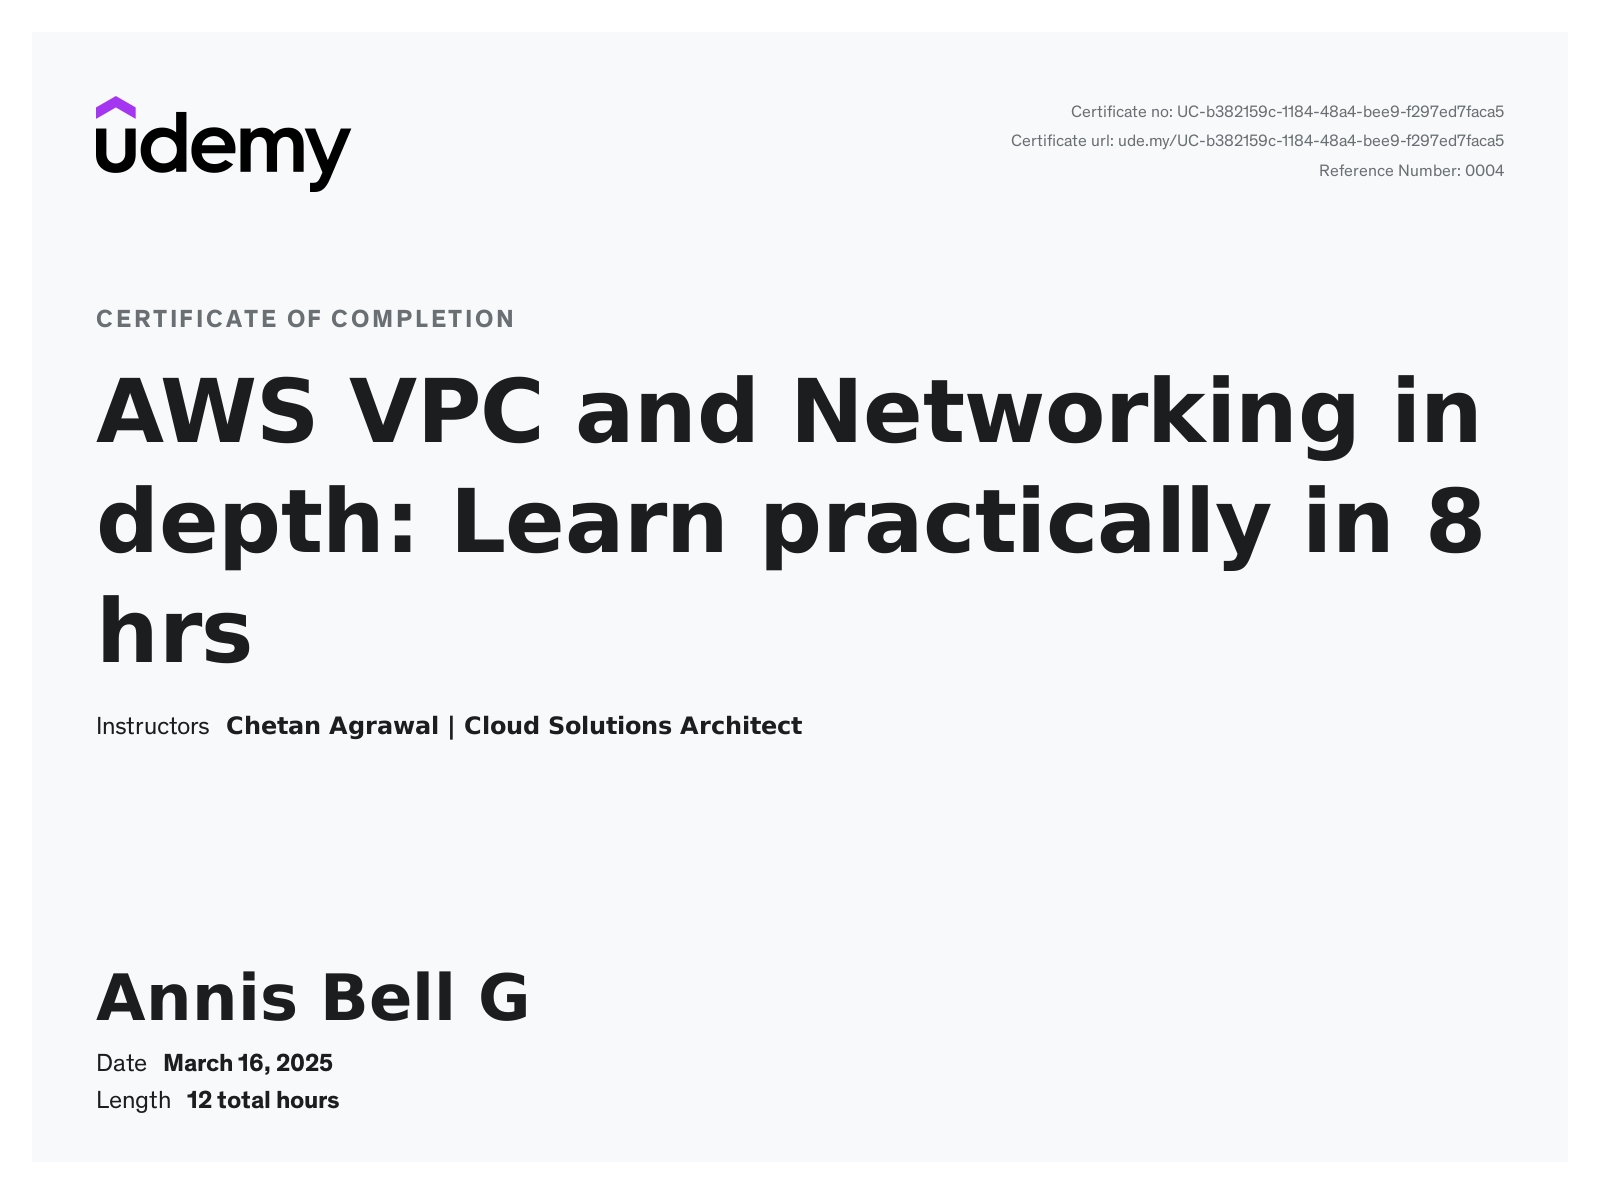 udemy
Certificate no: UC-b382159c-1184-48a4-bee9-f297ed7faca5
Certificate url: ude.my/UC-b382159c-1184-48a4-bee9-f297ed7faca5
Reference Number: 0004
CERTIFICATE OF COMPLETION
AWS VPC and Networking in
depth: Learn practically in 8
hrs
Instructors Chetan Agrawal | Cloud Solutions Architect
Annis Bell G
Date March 16, 2025
Length 12 total hours